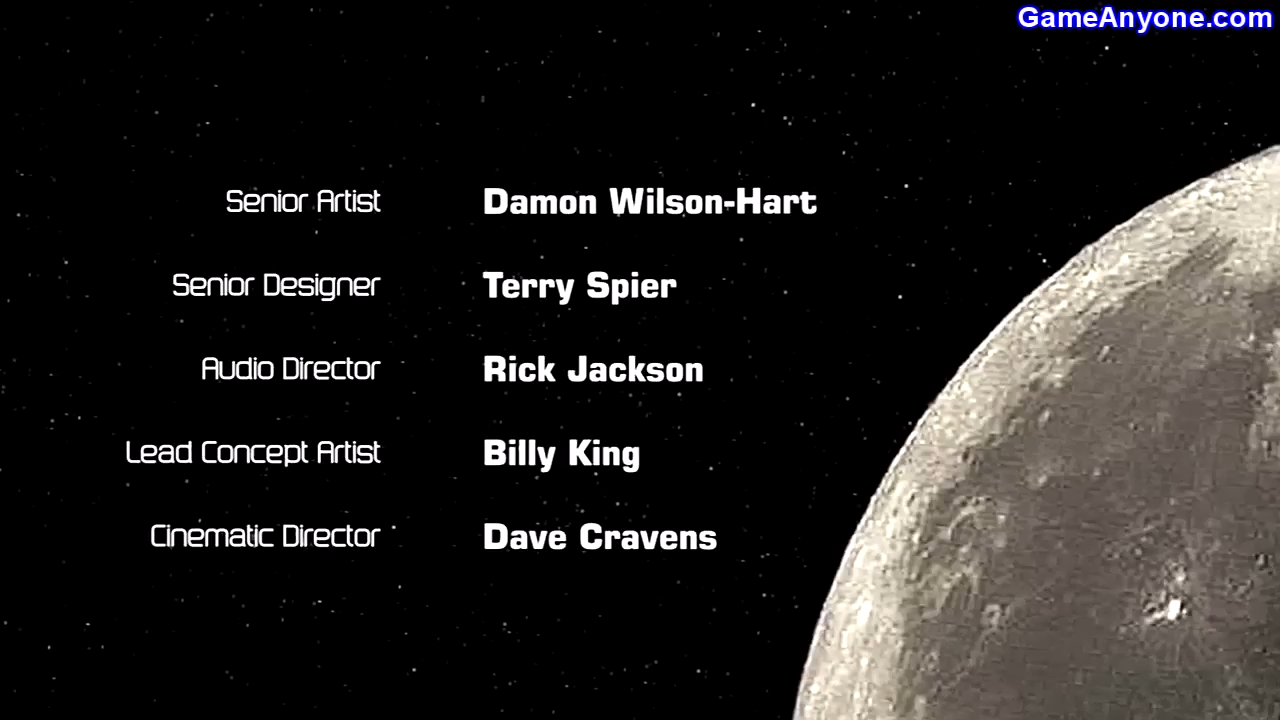 GameAnyone.com
Senior Artist Damon Wilson-Hart
Senior Designer Terry Spier
Audio Director Rick Jackson
Lead Concept Artist Billy King
Cinematic Director Dave Cravens